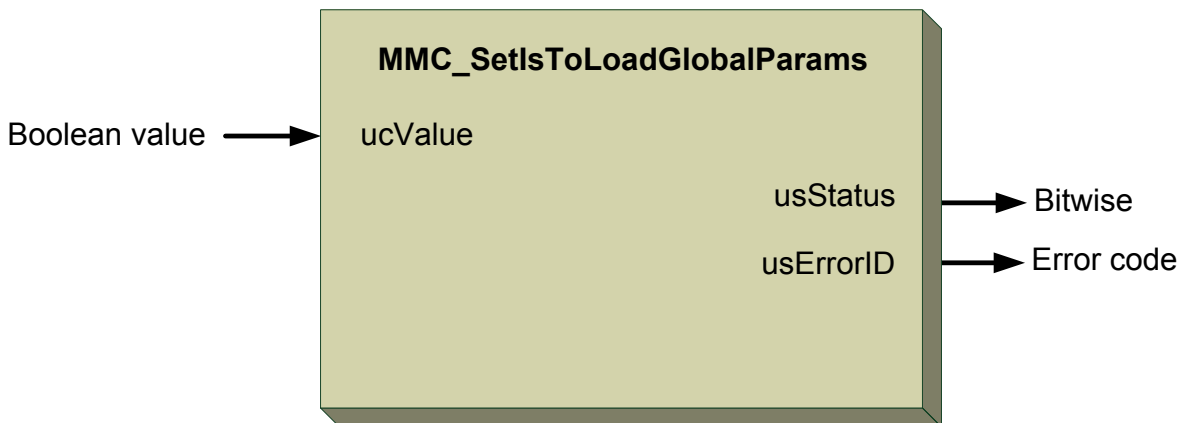 MMC_SetIsToLoadGlobalParams
Boolean value
ucValue
usStatus
Bitwise
usErrorID
Error code